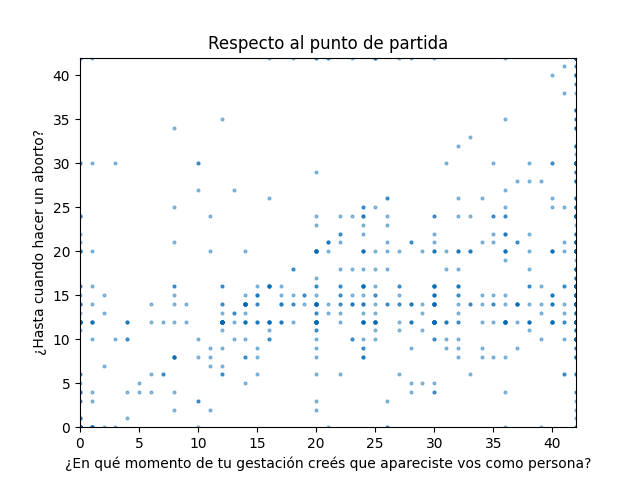 Respecto al punto de partida
¿Hasta cuando hacer un aborto?
40
35
30
25
20
15
10
5
0
0 5 10 15 20 25 30 35 40
¿En qué momento de tu gestación creés que apareciste vos como persona?